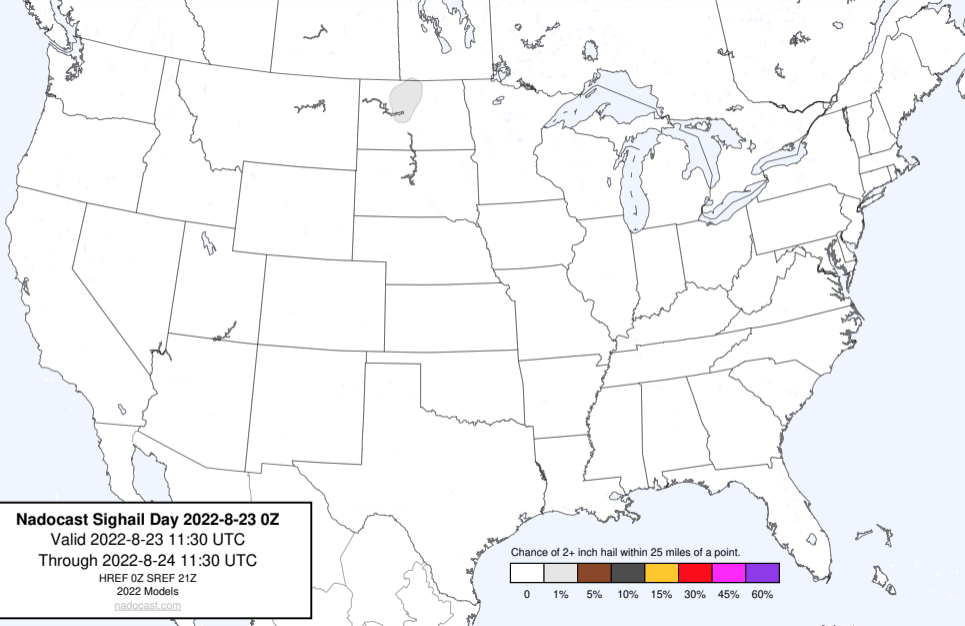 Nadocast Sighail Day 2022-8-23 0Z
Valid 2022-8-23 11:30 UTC
Through 2022-8-24 11:30 UTC
HREF 0Z SREF 21Z
2022 Models
nadocast.com
Chance of 2+ inch hail within 25 miles of a point.
0 1% 5% 10% 15% 30% 45% 60%